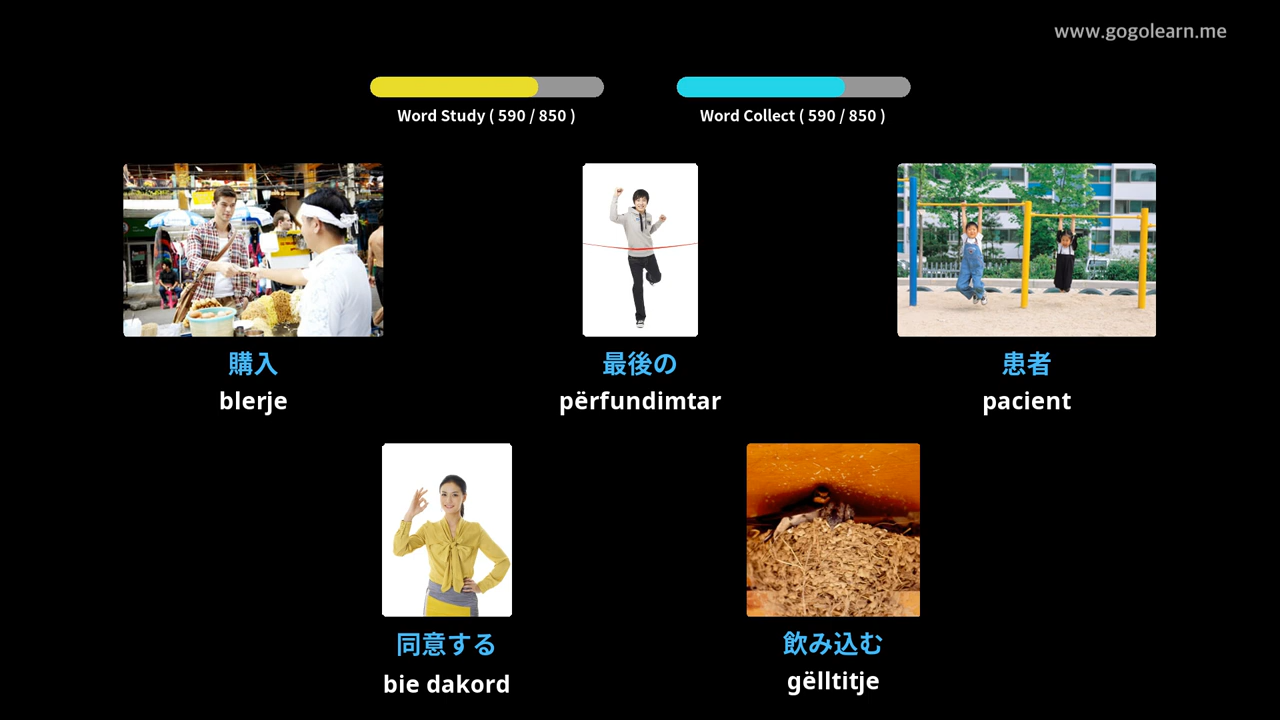 www.gogolearn.me
Word Study ( 590 / 850 )
Word Collect ( 590 / 850 )
購入
blerje
最後の
përfundimtar
患者
pacient
同意する
bie dakord
飲み込む
gëlltitje